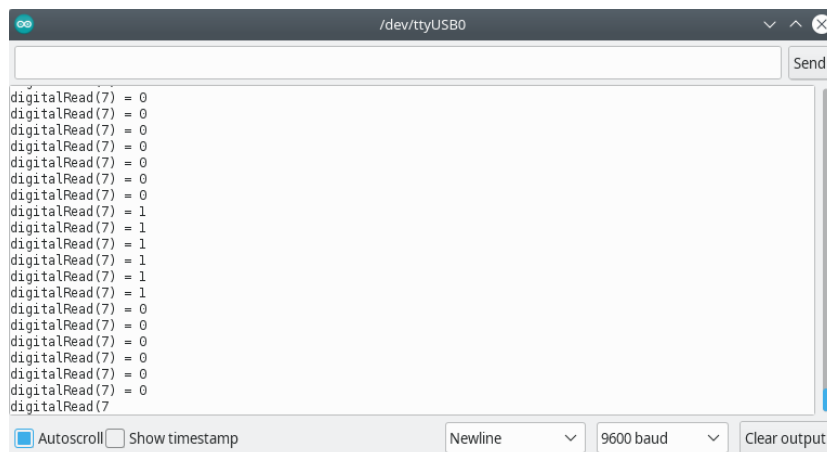 /dev/ttyUSB0
Send
digitalRead(7) = 0
digitalRead(7) = 0
digitalRead(7) = 0
digitalRead(7) = 0
digitalRead(7) = 0
digitalRead(7) = 0
digitalRead(7) = 0
digitalRead(7) = 1
digitalRead(7) = 1
digitalRead(7) = 1
digitalRead(7) = 1
digitalRead(7) = 1
digitalRead(7) = 1
digitalRead(7) = 0
digitalRead(7) = 0
digitalRead(7) = 0
digitalRead(7) = 0
digitalRead(7) = 0
digitalRead(7) = 0
digitalRead(7
Autoscroll Show timestamp Newline 9600 baud Clear output